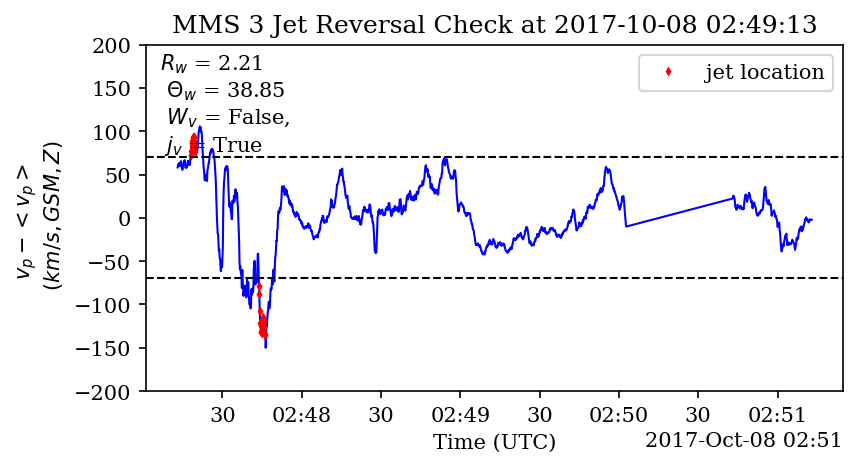 MMS 3 Jet Reversal Check at 2017-10-08 02:49:13
R_w = 2.21
Θ_w = 38.85
W_v = False,
j_v = True
jet location
200
150
100
50
0
−50
−100
−150
−200
v_p − <v_p>
(km/s, GSM, Z)
30 02:48 30 02:49 30 02:50 30 02:51
Time (UTC)
2017-Oct-08 02:51